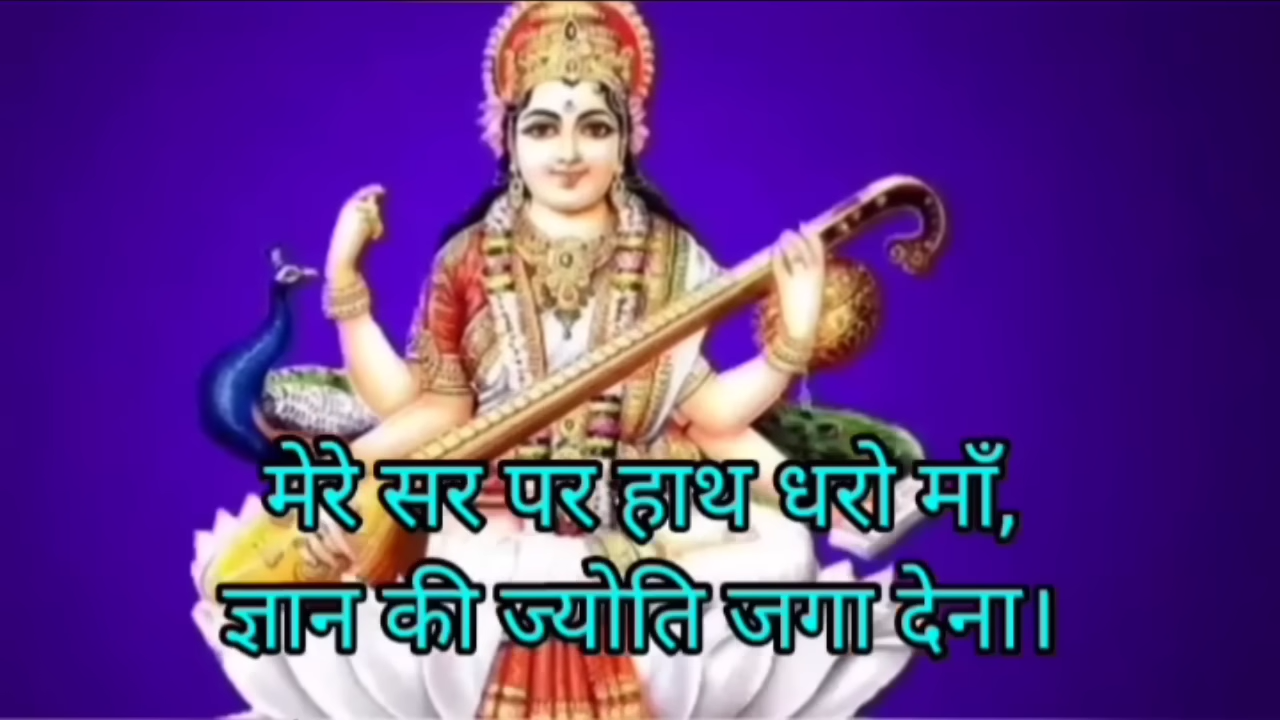 मेरे सर पर हाथ धरो माँ,
ज्ञान की ज्योति जगा देना।